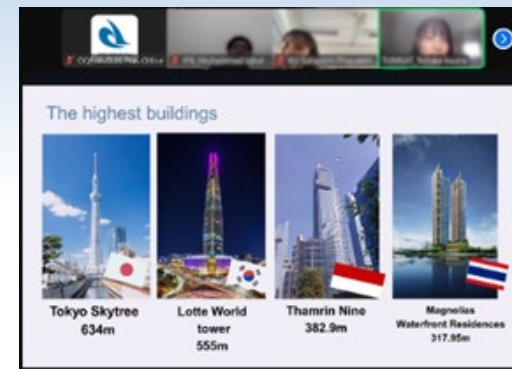 The highest buildings
Tokyo Skytree
634m
Lotte World
tower
555m
Thamrin Nine
382.9m
Magnolias
Waterfront Residences
317.95m